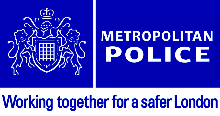 METROPOLITAN
POLICE
Working together for a safer London